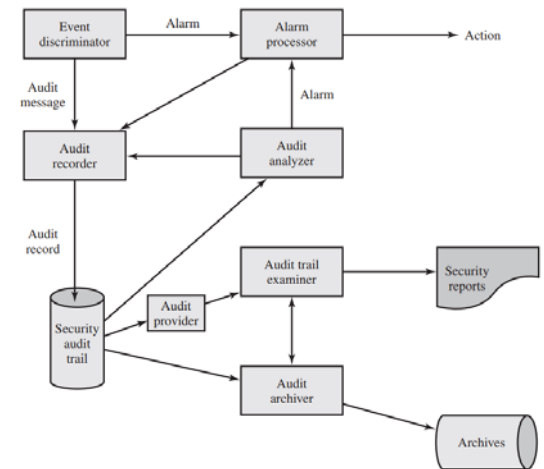 Event
discriminator
Alarm
Alarm
processor
Action
Audit
message
Alarm
Audit
recorder
Audit
analyzer
Audit
record
Audit trail
examiner
Security
reports
Audit
provider
Security
audit
trail
Audit
archiver
Archives